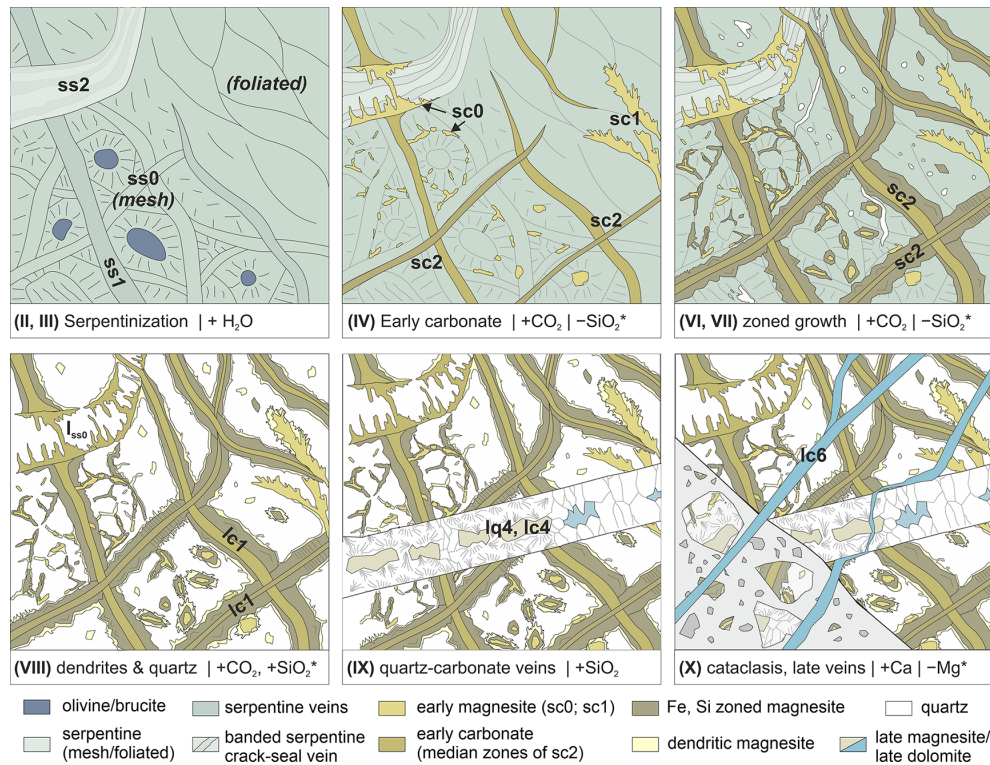 ss2
(foliated)
ss0
(mesh)
ss1
(II, III) Serpentinization | + H₂O
sc0
sc1
sc2
sc2
(IV) Early carbonate | +CO₂ | −SiO₂*
sc2
sc2
(VI, VII) zoned growth | +CO₂ | −SiO₂*
lss0
lc1
lc1
(VIII) dendrites & quartz | +CO₂, +SiO₂*
lq4, lc4
(IX) quartz-carbonate veins | +SiO₂
lc6
(X) cataclasis, late veins | +Ca | −Mg*
olivine/brucite
serpentine veins
early magnesite (sc0; sc1)
Fe, Si zoned magnesite
quartz
serpentine
(mesh/foliated)
banded serpentine
crack-seal vein
early carbonate
(median zones of sc2)
dendritic magnesite
late magnesite/
late dolomite